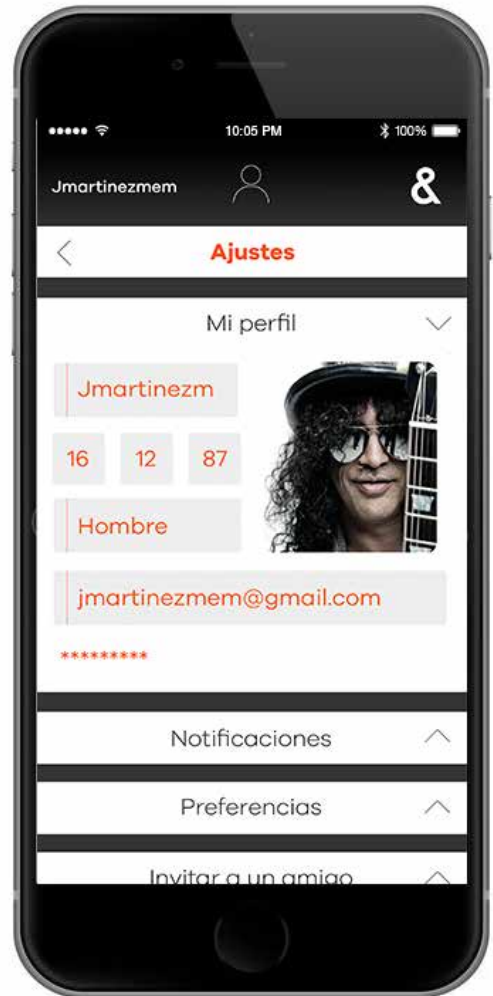 10:05 PM 100%
Jmartinezmem &
Ajustes
Mi perfil
Jmartinezm
16 12 87
Hombre
jmartinezmem@gmail.com
*********
Notificaciones
Preferencias
Invitar a un amigo